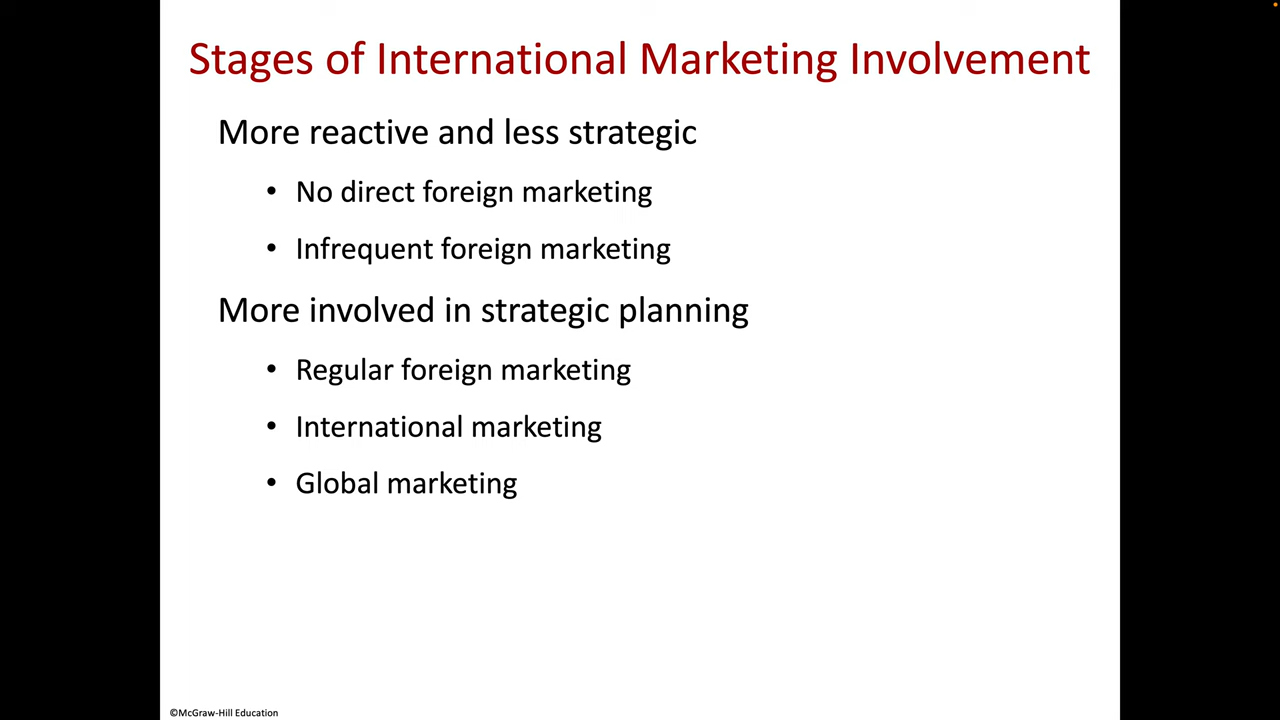 Stages of International Marketing Involvement
More reactive and less strategic
• No direct foreign marketing
• Infrequent foreign marketing
More involved in strategic planning
• Regular foreign marketing
• International marketing
• Global marketing
©McGraw-Hill Education